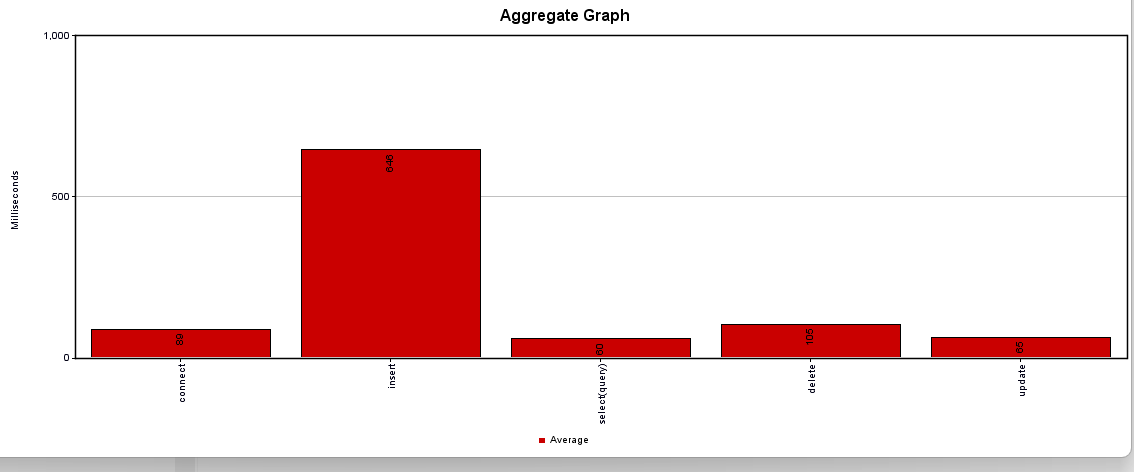 Aggregate Graph
1,000
500
0
Milliseconds
89
646
60
105
65
connect
insert
select(query)
delete
update
Average